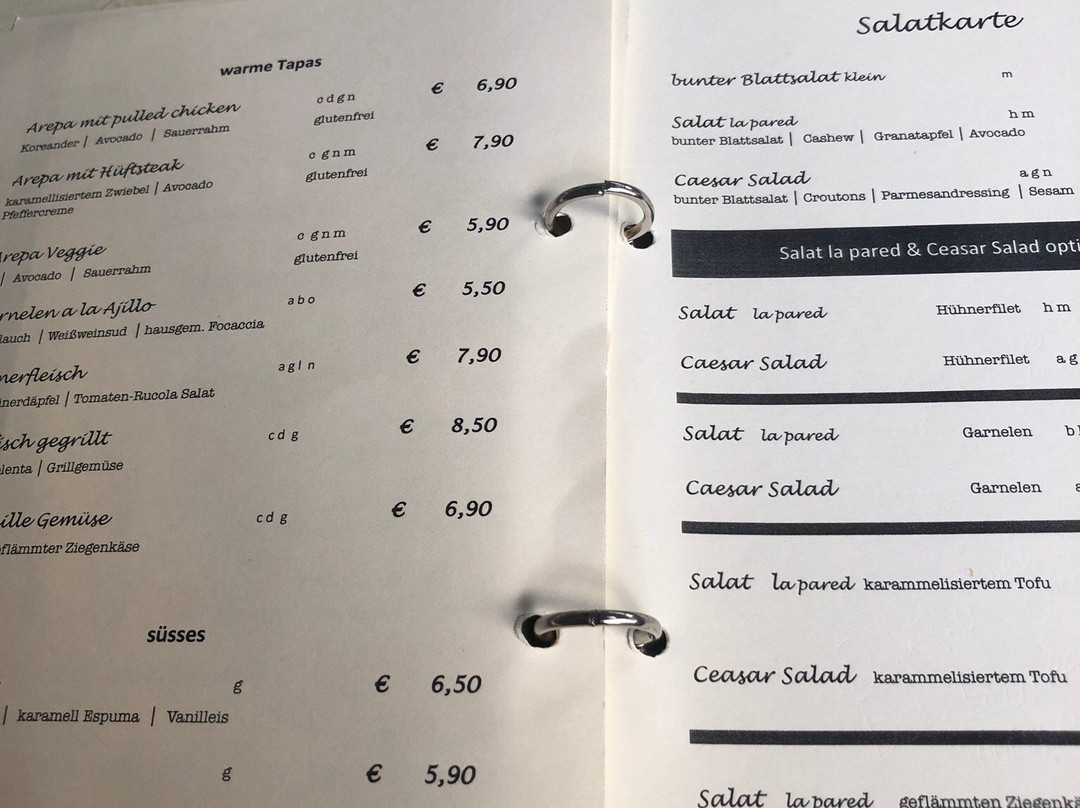 warme Tapas
Arepa mit pulled chicken c d g n € 6,90
Koreander | Avocado | Sauerrahm glutenfrei
Arepa mit Hüftsteak c g n m € 7,90
karamellisiertem Zwiebel | Avocado glutenfrei
Pfeffercreme
Arepa Veggie c g n m € 5,90
| Avocado | Sauerrahm glutenfrei
rnelen a la Ajillo a b o € 5,50
lauch | Weißweinsud | hausgem. Focaccia
nerfleisch a g l n € 7,90
nerdäpfel | Tomaten-Rucola Salat
isch gegrillt c d g € 8,50
lenta | Grillgemüse
ille Gemüse c d g € 6,90
eflämmter Ziegenkäse
süsses
g € 6,50
| karamell Espuma | Vanilleis
g € 5,90
Salatkarte
bunter Blattsalat klein m
Salat la pared h m
bunter Blattsalat | Cashew | Granatapfel | Avocado
Caesar Salad a g n
bunter Blattsalat | Croutons | Parmesandressing | Sesam
Salat la pared & Ceasar Salad opti
Salat la pared Hühnerfilet h m
Caesar Salad Hühnerfilet a g
Salat la pared Garnelen b
Caesar Salad Garnelen
Salat la pared karammelisiertem Tofu
Ceasar Salad karammelisiertem Tofu
Salat la pared geflämmten Ziegenkä